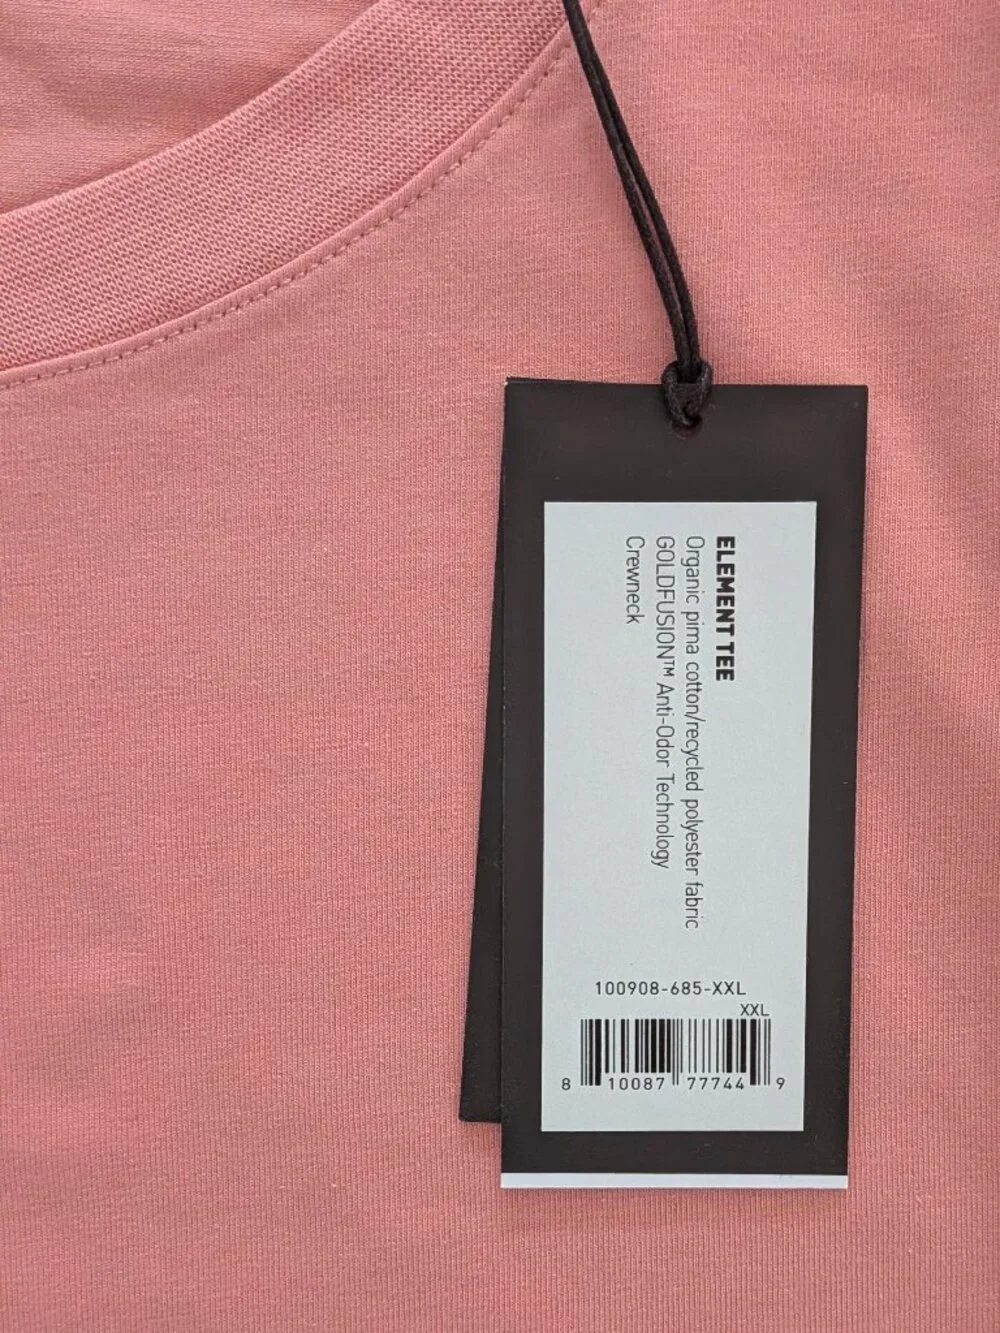 ELEMENT TEE
Organic pima cotton/recycled polyester fabric
GOLDFUSION™ Anti-Odor Technology
Crewneck
100908-685-XXL
XXL
8 10087 77744 9